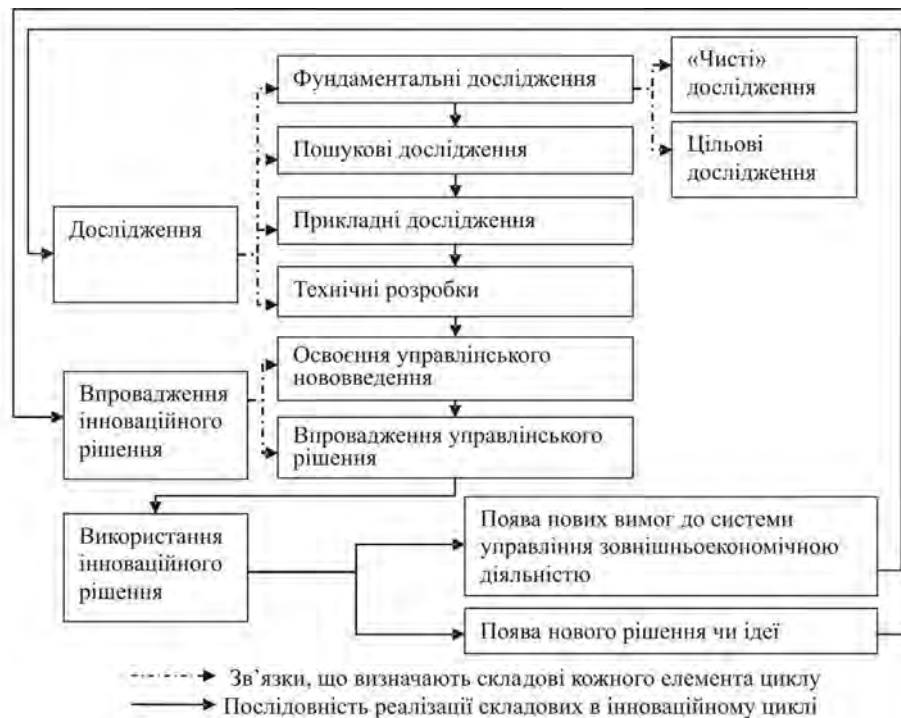 Фундаментальні дослідження
«Чисті»
дослідження
Пошукові дослідження
Цільові
дослідження
Дослідження
Прикладні дослідження
Технічні розробки
Освоєння управлінського
нововведення
Впровадження
інноваційного
рішення
Впровадження управлінського
рішення
Використання
інноваційного
рішення
Поява нових вимог до системи
управління зовнішньоекономічною
діяльністю
Поява нового рішення чи ідеї
Зв’язки, що визначають складові кожного елемента циклу
Послідовність реалізації складових в інноваційному циклі